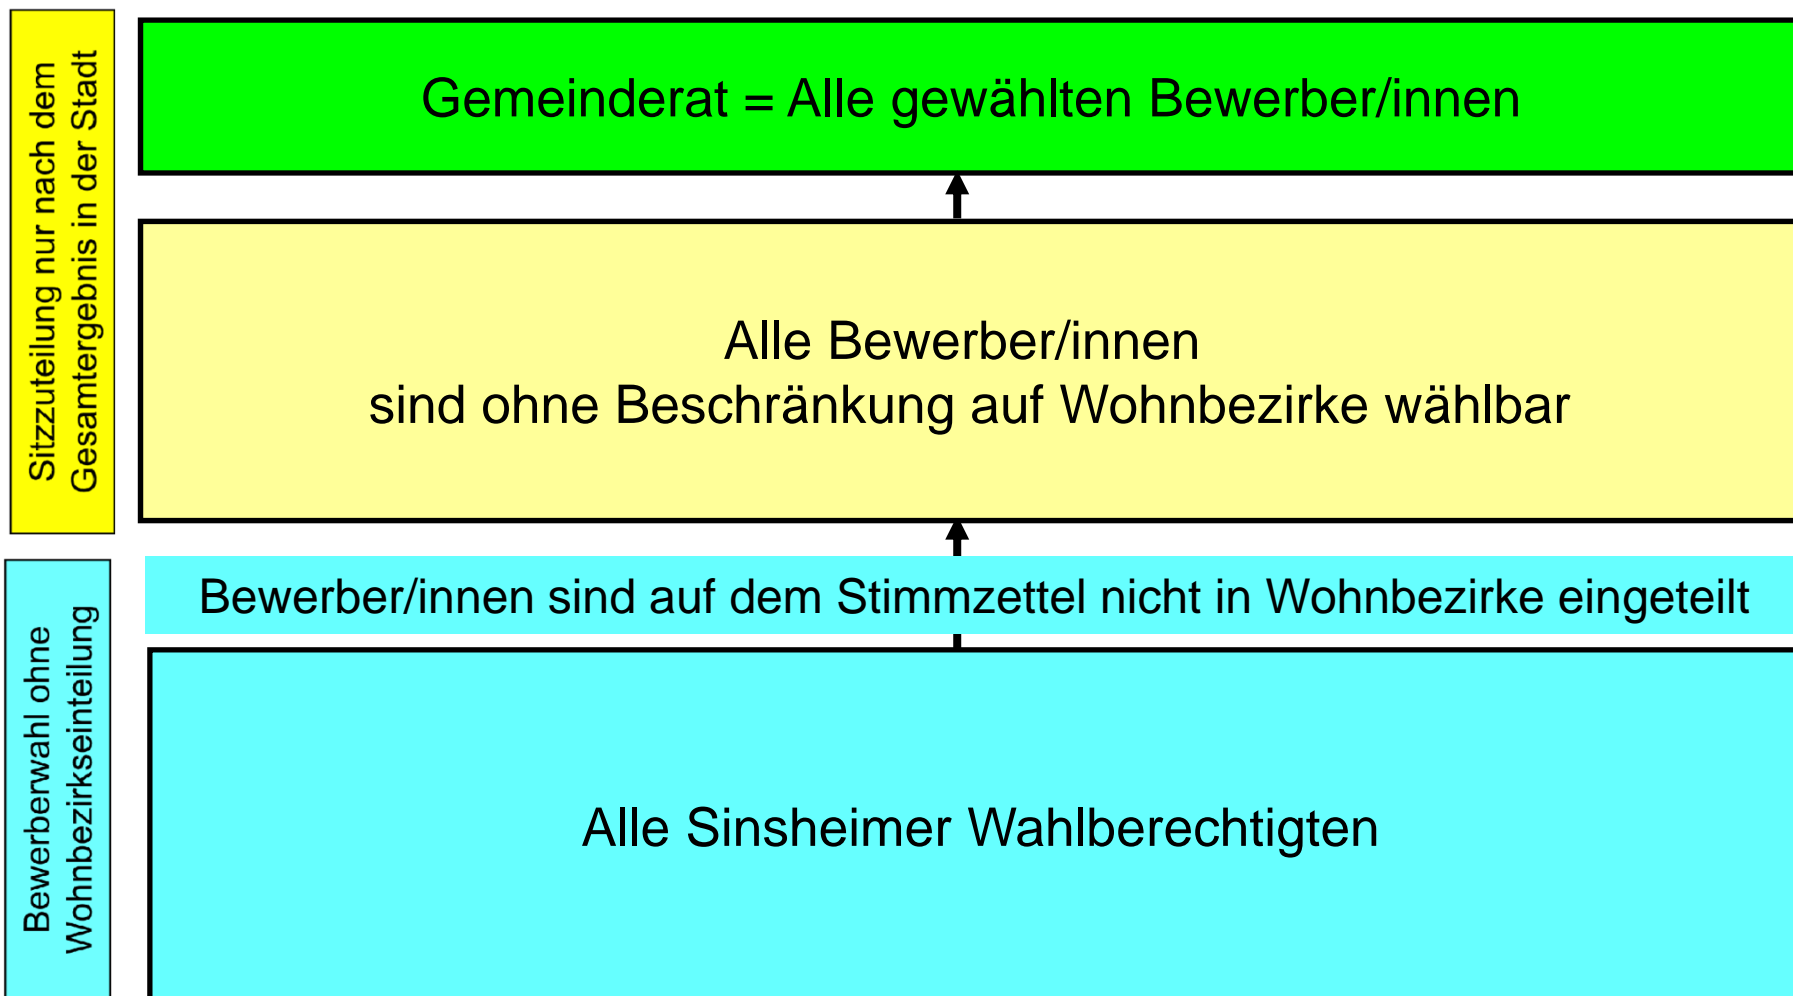 Sitzzuteilung nur nach dem
Gesamtergebnis in der Stadt
Gemeinderat = Alle gewählten Bewerber/innen
Alle Bewerber/innen
sind ohne Beschränkung auf Wohnbezirke wählbar
Bewerberwahl ohne
Wohnbezirkseinteilung
Bewerber/innen sind auf dem Stimmzettel nicht in Wohnbezirke eingeteilt
Alle Sinsheimer Wahlberechtigten